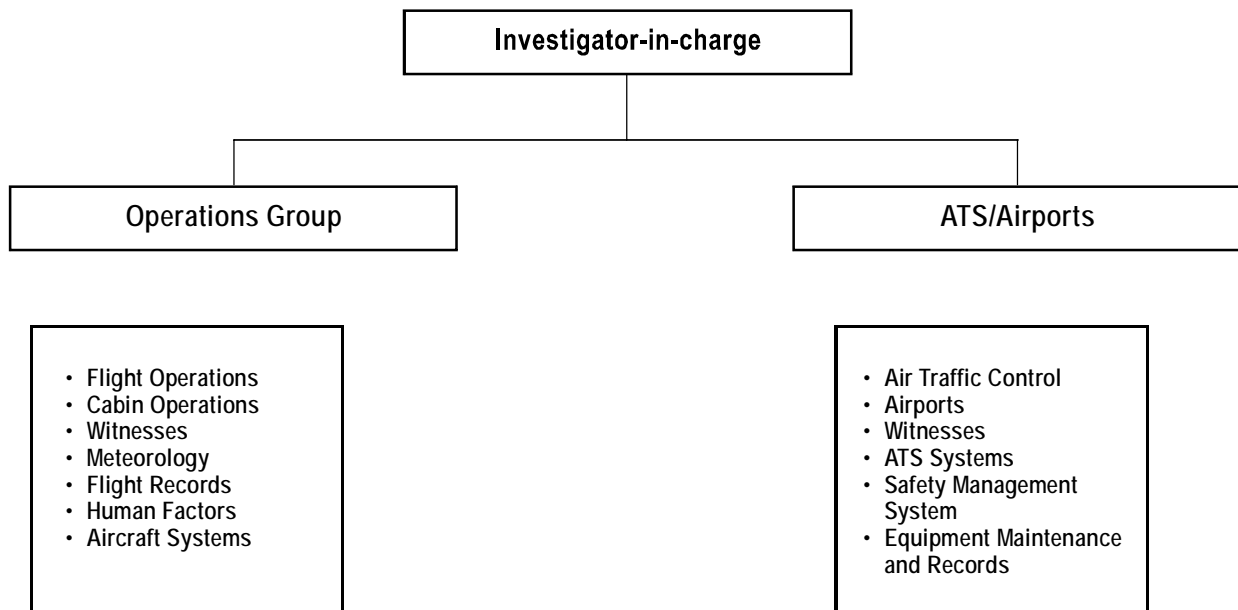 Investigator-in-charge
Operations Group
ATS/Airports
• Flight Operations
• Cabin Operations
• Witnesses
• Meteorology
• Flight Records
• Human Factors
• Aircraft Systems
• Air Traffic Control
• Airports
• Witnesses
• ATS Systems
• Safety Management
System
• Equipment Maintenance
and Records